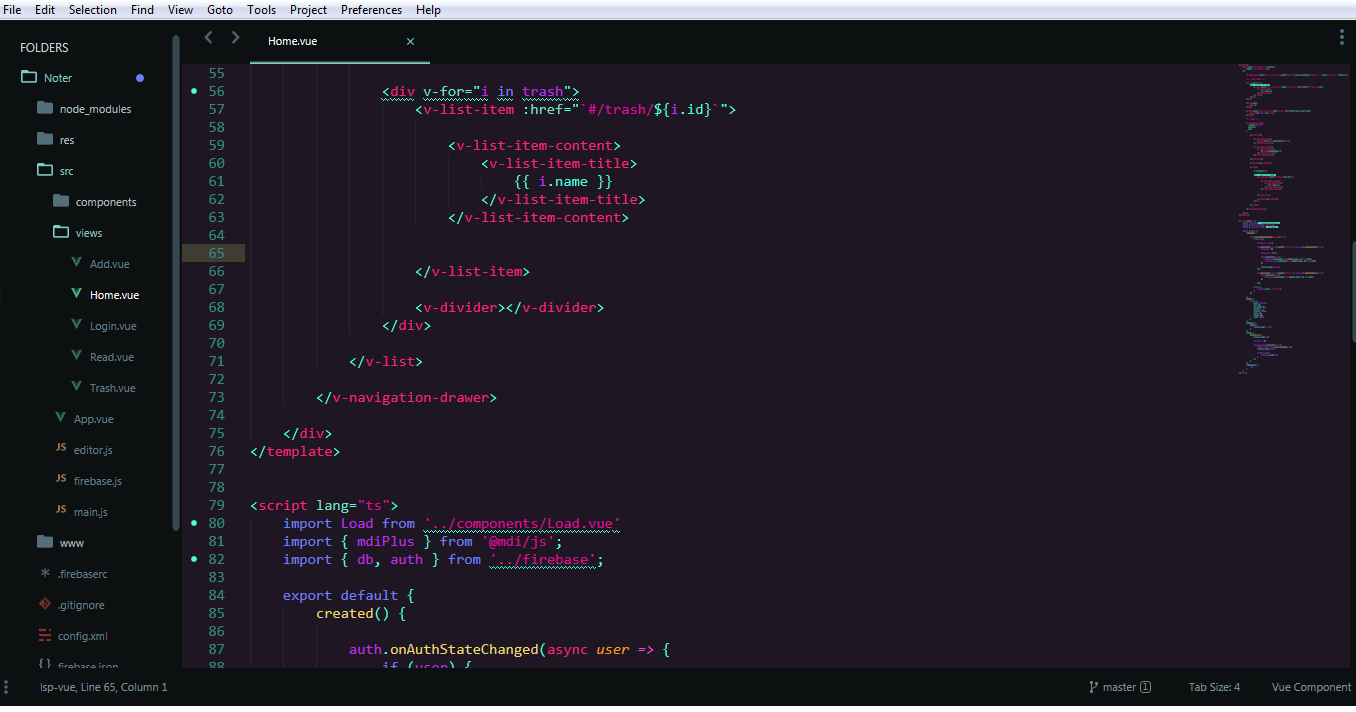 File Edit Selection Find View Goto Tools Project Preferences Help
FOLDERS
Noter
node_modules
res
src
components
views
Add.vue
Home.vue
Login.vue
Read.vue
Trash.vue
App.vue
JS editor.js
JS firebase.js
JS main.js
www
.firebaserc
.gitignore
config.xml
{} firebase.json
Home.vue ×
55
56 <div v-for="i in trash">
57 <v-list-item :href="`#/trash/${i.id}`">
58
59 <v-list-item-content>
60 <v-list-item-title>
61 {{ i.name }}
62 </v-list-item-title>
63 </v-list-item-content>
64
65
66 </v-list-item>
67
68 <v-divider></v-divider>
69 </div>
70
71 </v-list>
72
73 </v-navigation-drawer>
74
75 </div>
76 </template>
77
78
79 <script lang="ts">
80 import Load from '../components/Load.vue'
81 import { mdiPlus } from '@mdi/js';
82 import { db, auth } from '../firebase';
83
84 export default {
85 created() {
86
87 auth.onAuthStateChanged(async user => {
88 if (user) {
lsp-vue, Line 65, Column 1
master 1 Tab Size: 4 Vue Component